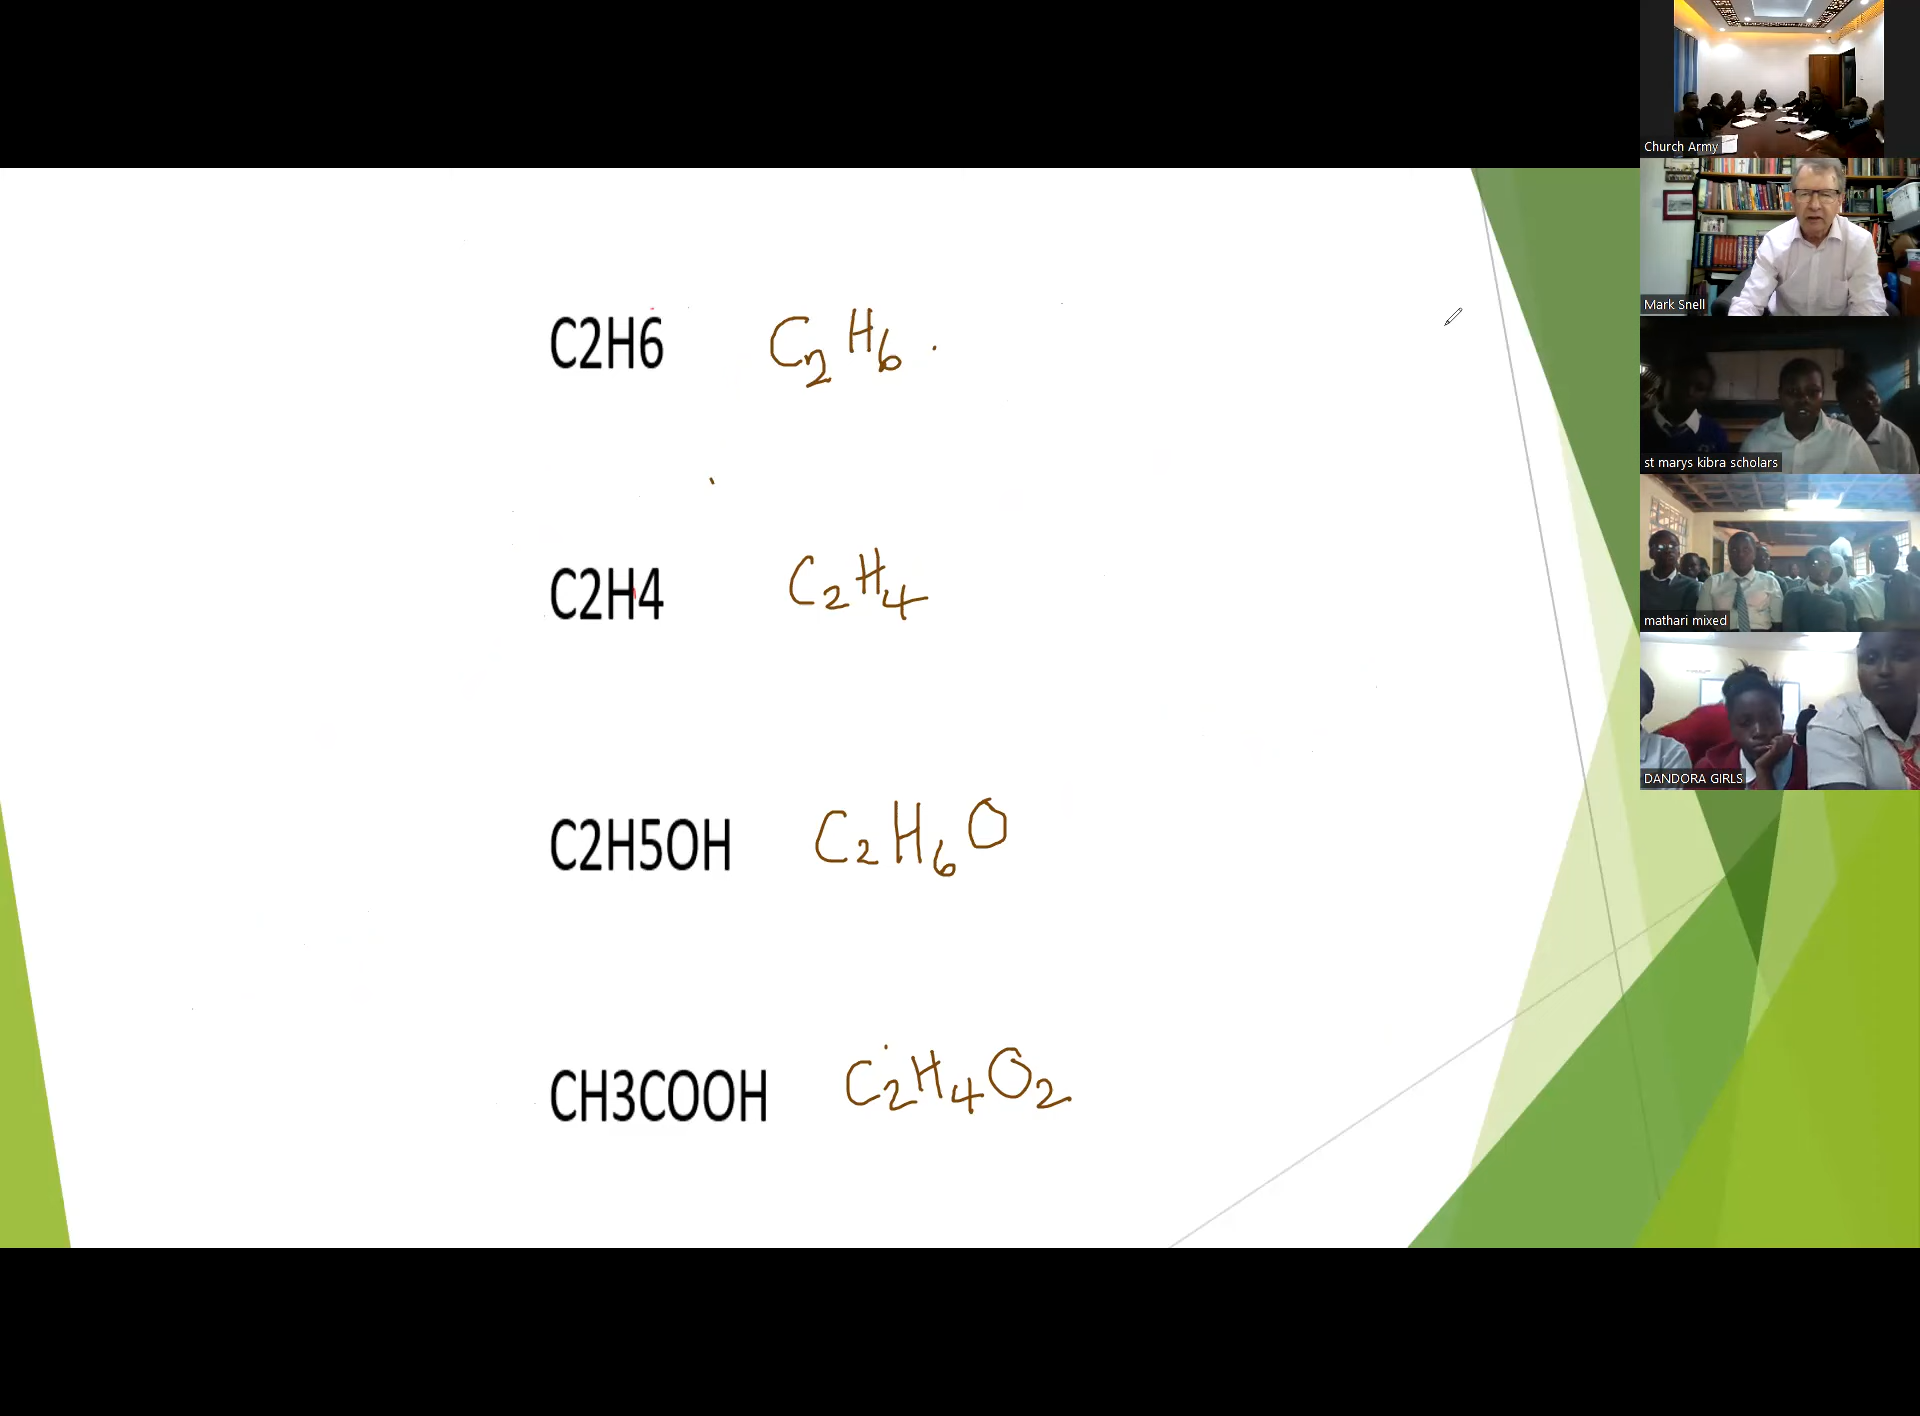 C2H6 C₂H₆.
C2H4 C₂H₄
C2H5OH C₂H₆O
CH3COOH C₂H₄O₂
Church Army
Mark Snell
st marys kibra scholars
mathari mixed
DANDORA GIRLS